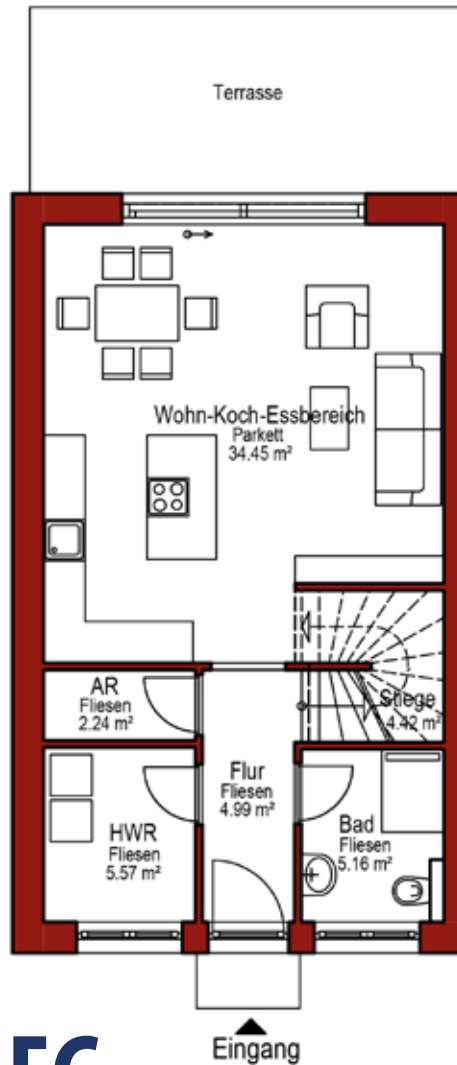 Terrasse
Wohn-Koch-Essbereich
Parkett
34.45 m²
AR
Fliesen
2.24 m²
Stiege
4.42 m²
Flur
Fliesen
4.99 m²
HWR
Fliesen
5.57 m²
Bad
Fliesen
5.16 m²
Eingang